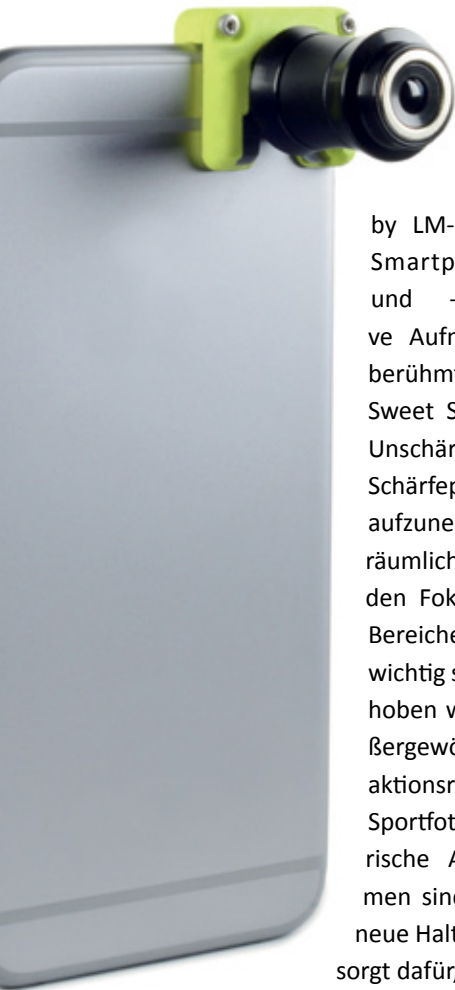 by LM-
Smartp
und -
ve Aufn
berühmt
Sweet S
Unschär
Schärfep
aufzune
räumlich
den Fok
Bereiche
wichtig s
hoben w
ßergewö
aktionsr
Sportfot
rische A
men sind
neue Halt
sorgt dafür,